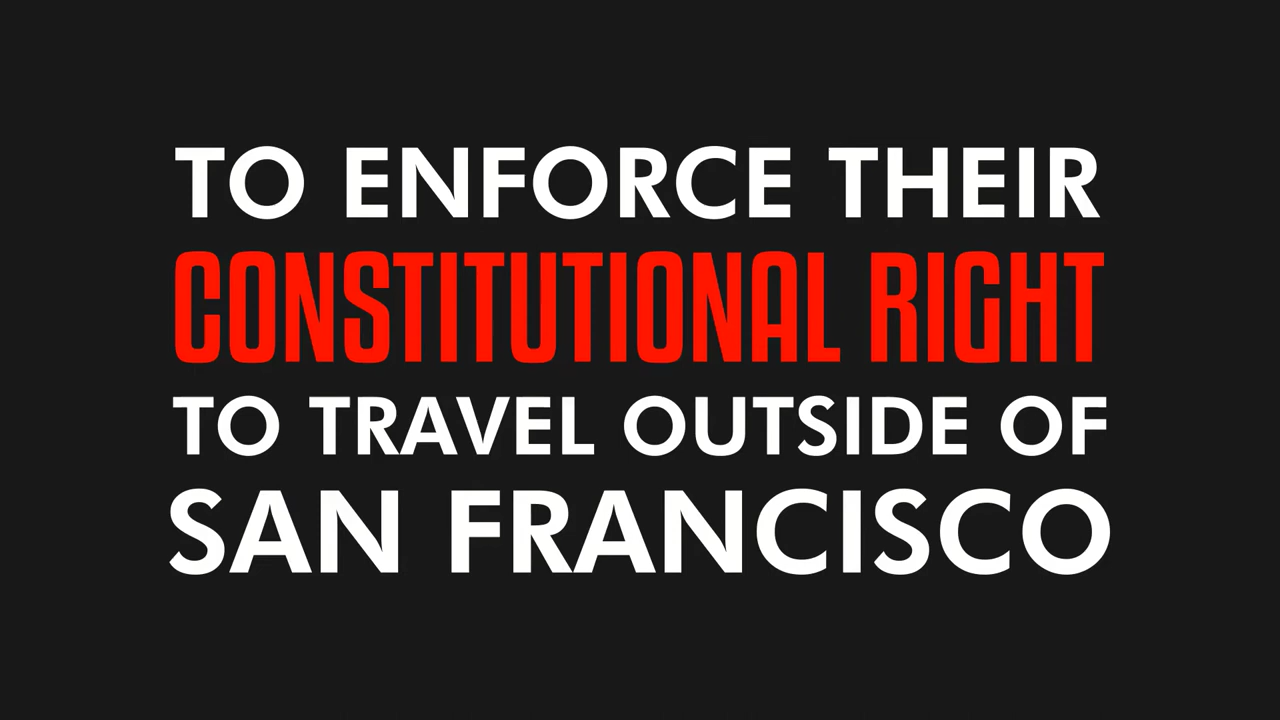 TO ENFORCE THEIR
CONSTITUTIONAL RIGHT
TO TRAVEL OUTSIDE OF
SAN FRANCISCO